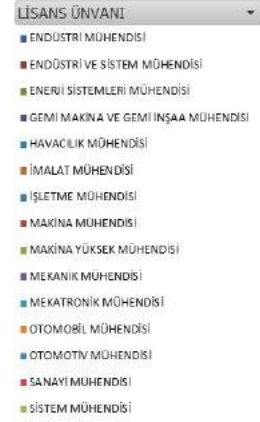 LİSANS ÜNVANI
ENDÜSTRİ MÜHENDİSİ
ENDÜSTRİ VE SİSTEM MÜHENDİSİ
ENERJİ SİSTEMLERİ MÜHENDİSİ
GEMİ MAKİNA VE GEMİ İNŞAA MÜHENDİSİ
HAVACILIK MÜHENDİSİ
İMALAT MÜHENDİSİ
İŞLETME MÜHENDİSİ
MAKİNA MÜHENDİSİ
MAKİNA YÜKSEK MÜHENDİSİ
MEKANİK MÜHENDİSİ
MEKATRONİK MÜHENDİSİ
OTOMOBİL MÜHENDİSİ
OTOMOTİV MÜHENDİSİ
SANAYİ MÜHENDİSİ
SİSTEM MÜHENDİSİ